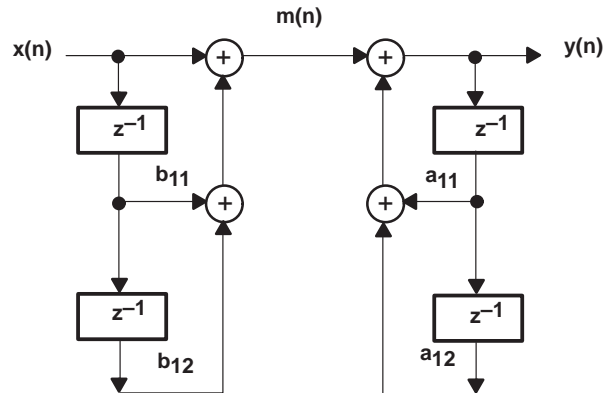 m(n)
x(n) + + y(n)
z⁻¹ z⁻¹
b₁₁ a₁₁
+ +
z⁻¹ z⁻¹
b₁₂ a₁₂